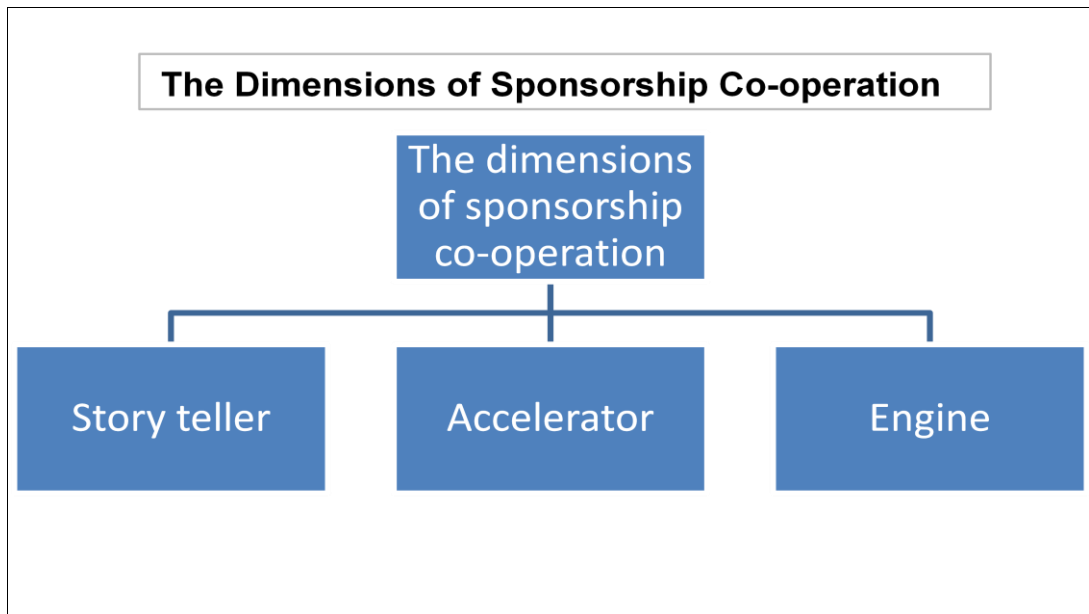 The Dimensions of Sponsorship Co-operation
The dimensions
of sponsorship
co-operation
Story teller
Accelerator
Engine